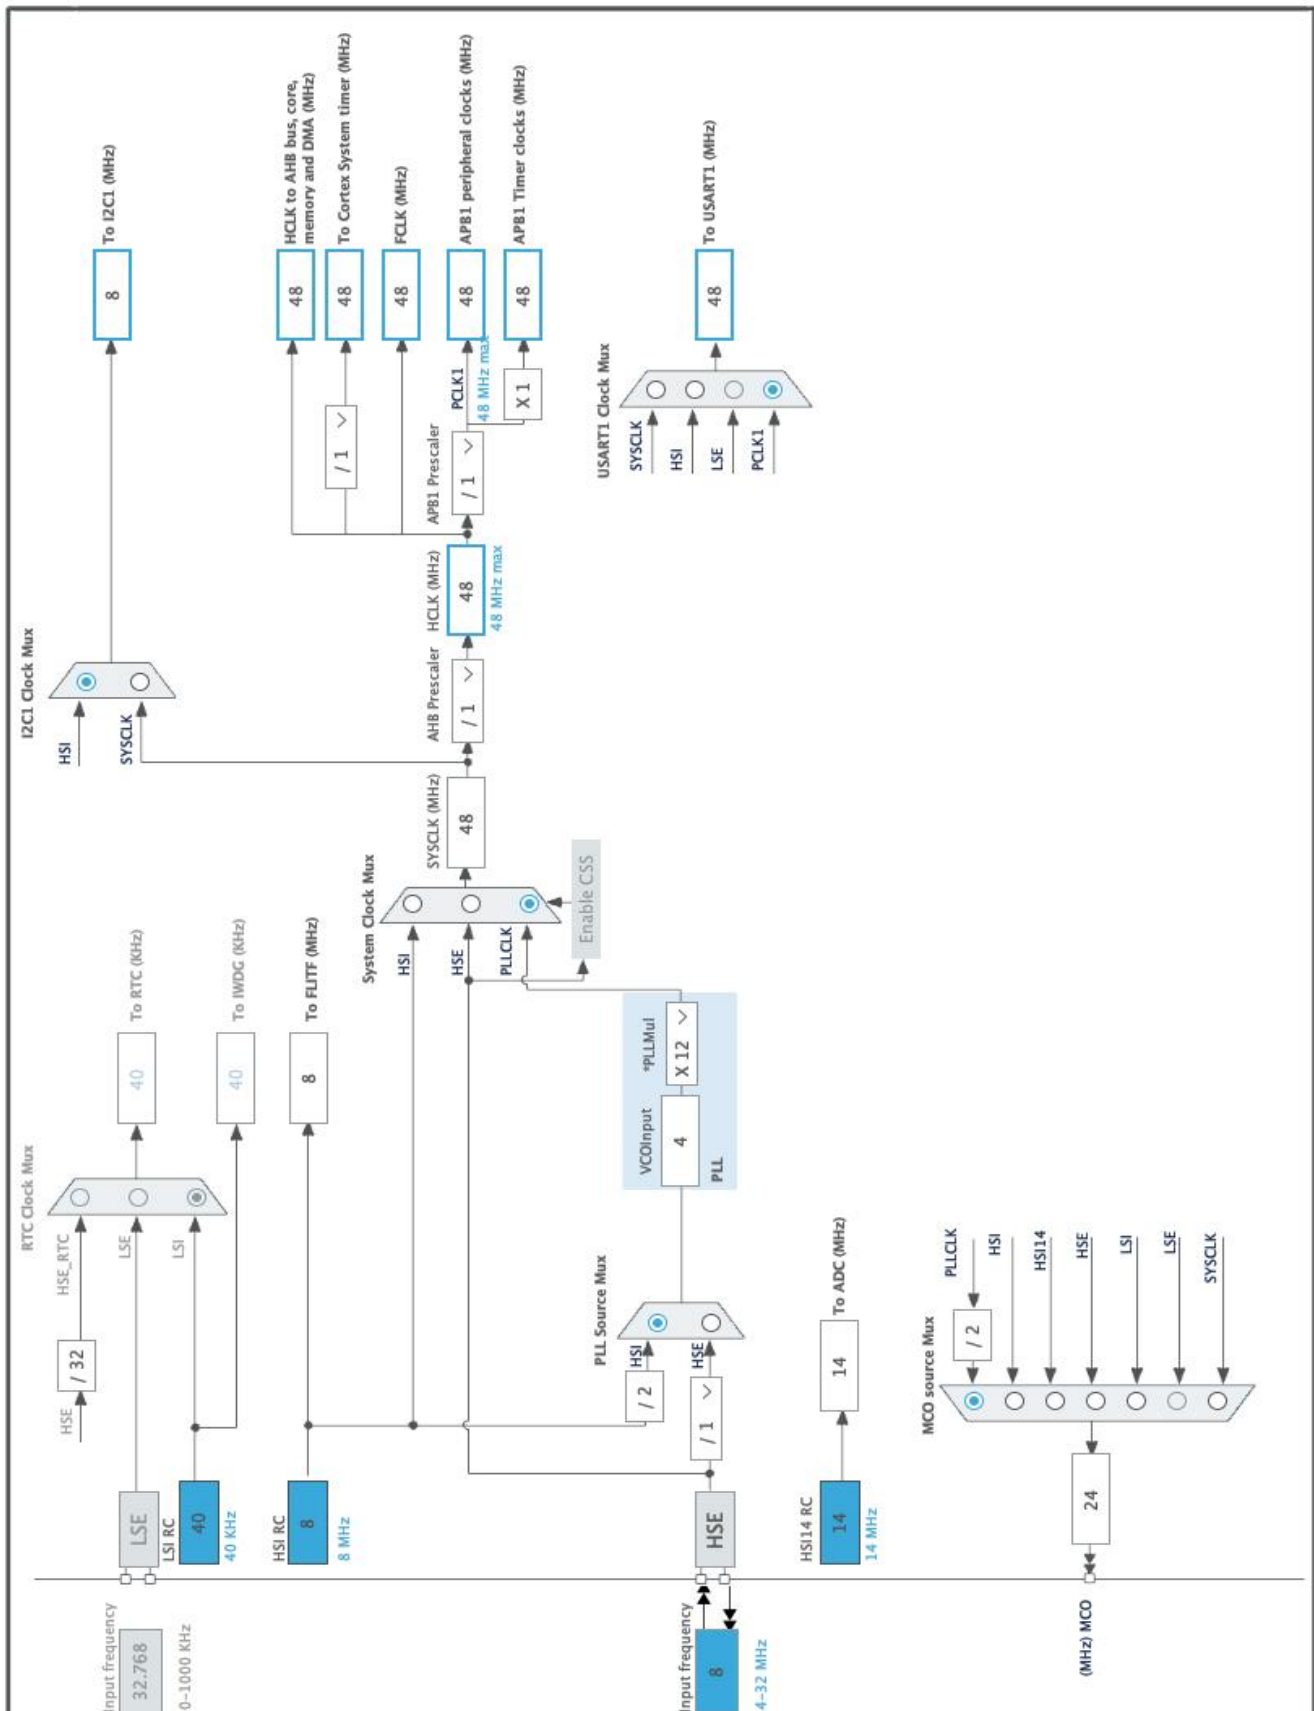 RTC Clock Mux
HSE
/ 32
HSE_RTC
Input frequency
32.768
0-1000 KHz
LSE
LSE
40
To RTC (KHz)
LSI RC
40
40 KHz
LSI
40
To IWDG (KHz)
HSI RC
8
8 MHz
8
To FLITF (MHz)
I2C1 Clock Mux
HSI
SYSCLK
8
To I2C1 (MHz)
System Clock Mux
HSI
HSE
PLLCLK
Enable CSS
SYSCLK (MHz)
48
AHB Prescaler
/ 1
HCLK (MHz)
48
48 MHz max
APB1 Prescaler
/ 1
PCLK1
48 MHz max
X 1
/ 1
48
HCLK to AHB bus, core,
memory and DMA (MHz)
48
To Cortex System timer (MHz)
48
FCLK (MHz)
48
APB1 peripheral clocks (MHz)
48
APB1 Timer clocks (MHz)
PLL Source Mux
/ 2
HSI
HSE
/ 1
VCOInput
4
*PLLMul
X 12
PLL
Input frequency
8
4-32 MHz
HSE
USART1 Clock Mux
SYSCLK
HSI
LSE
PCLK1
48
To USART1 (MHz)
HSI14 RC
14
14 MHz
14
To ADC (MHz)
MCO source Mux
(MHz) MCO
24
/ 2
PLLCLK
HSI
HSI14
HSE
LSI
LSE
SYSCLK